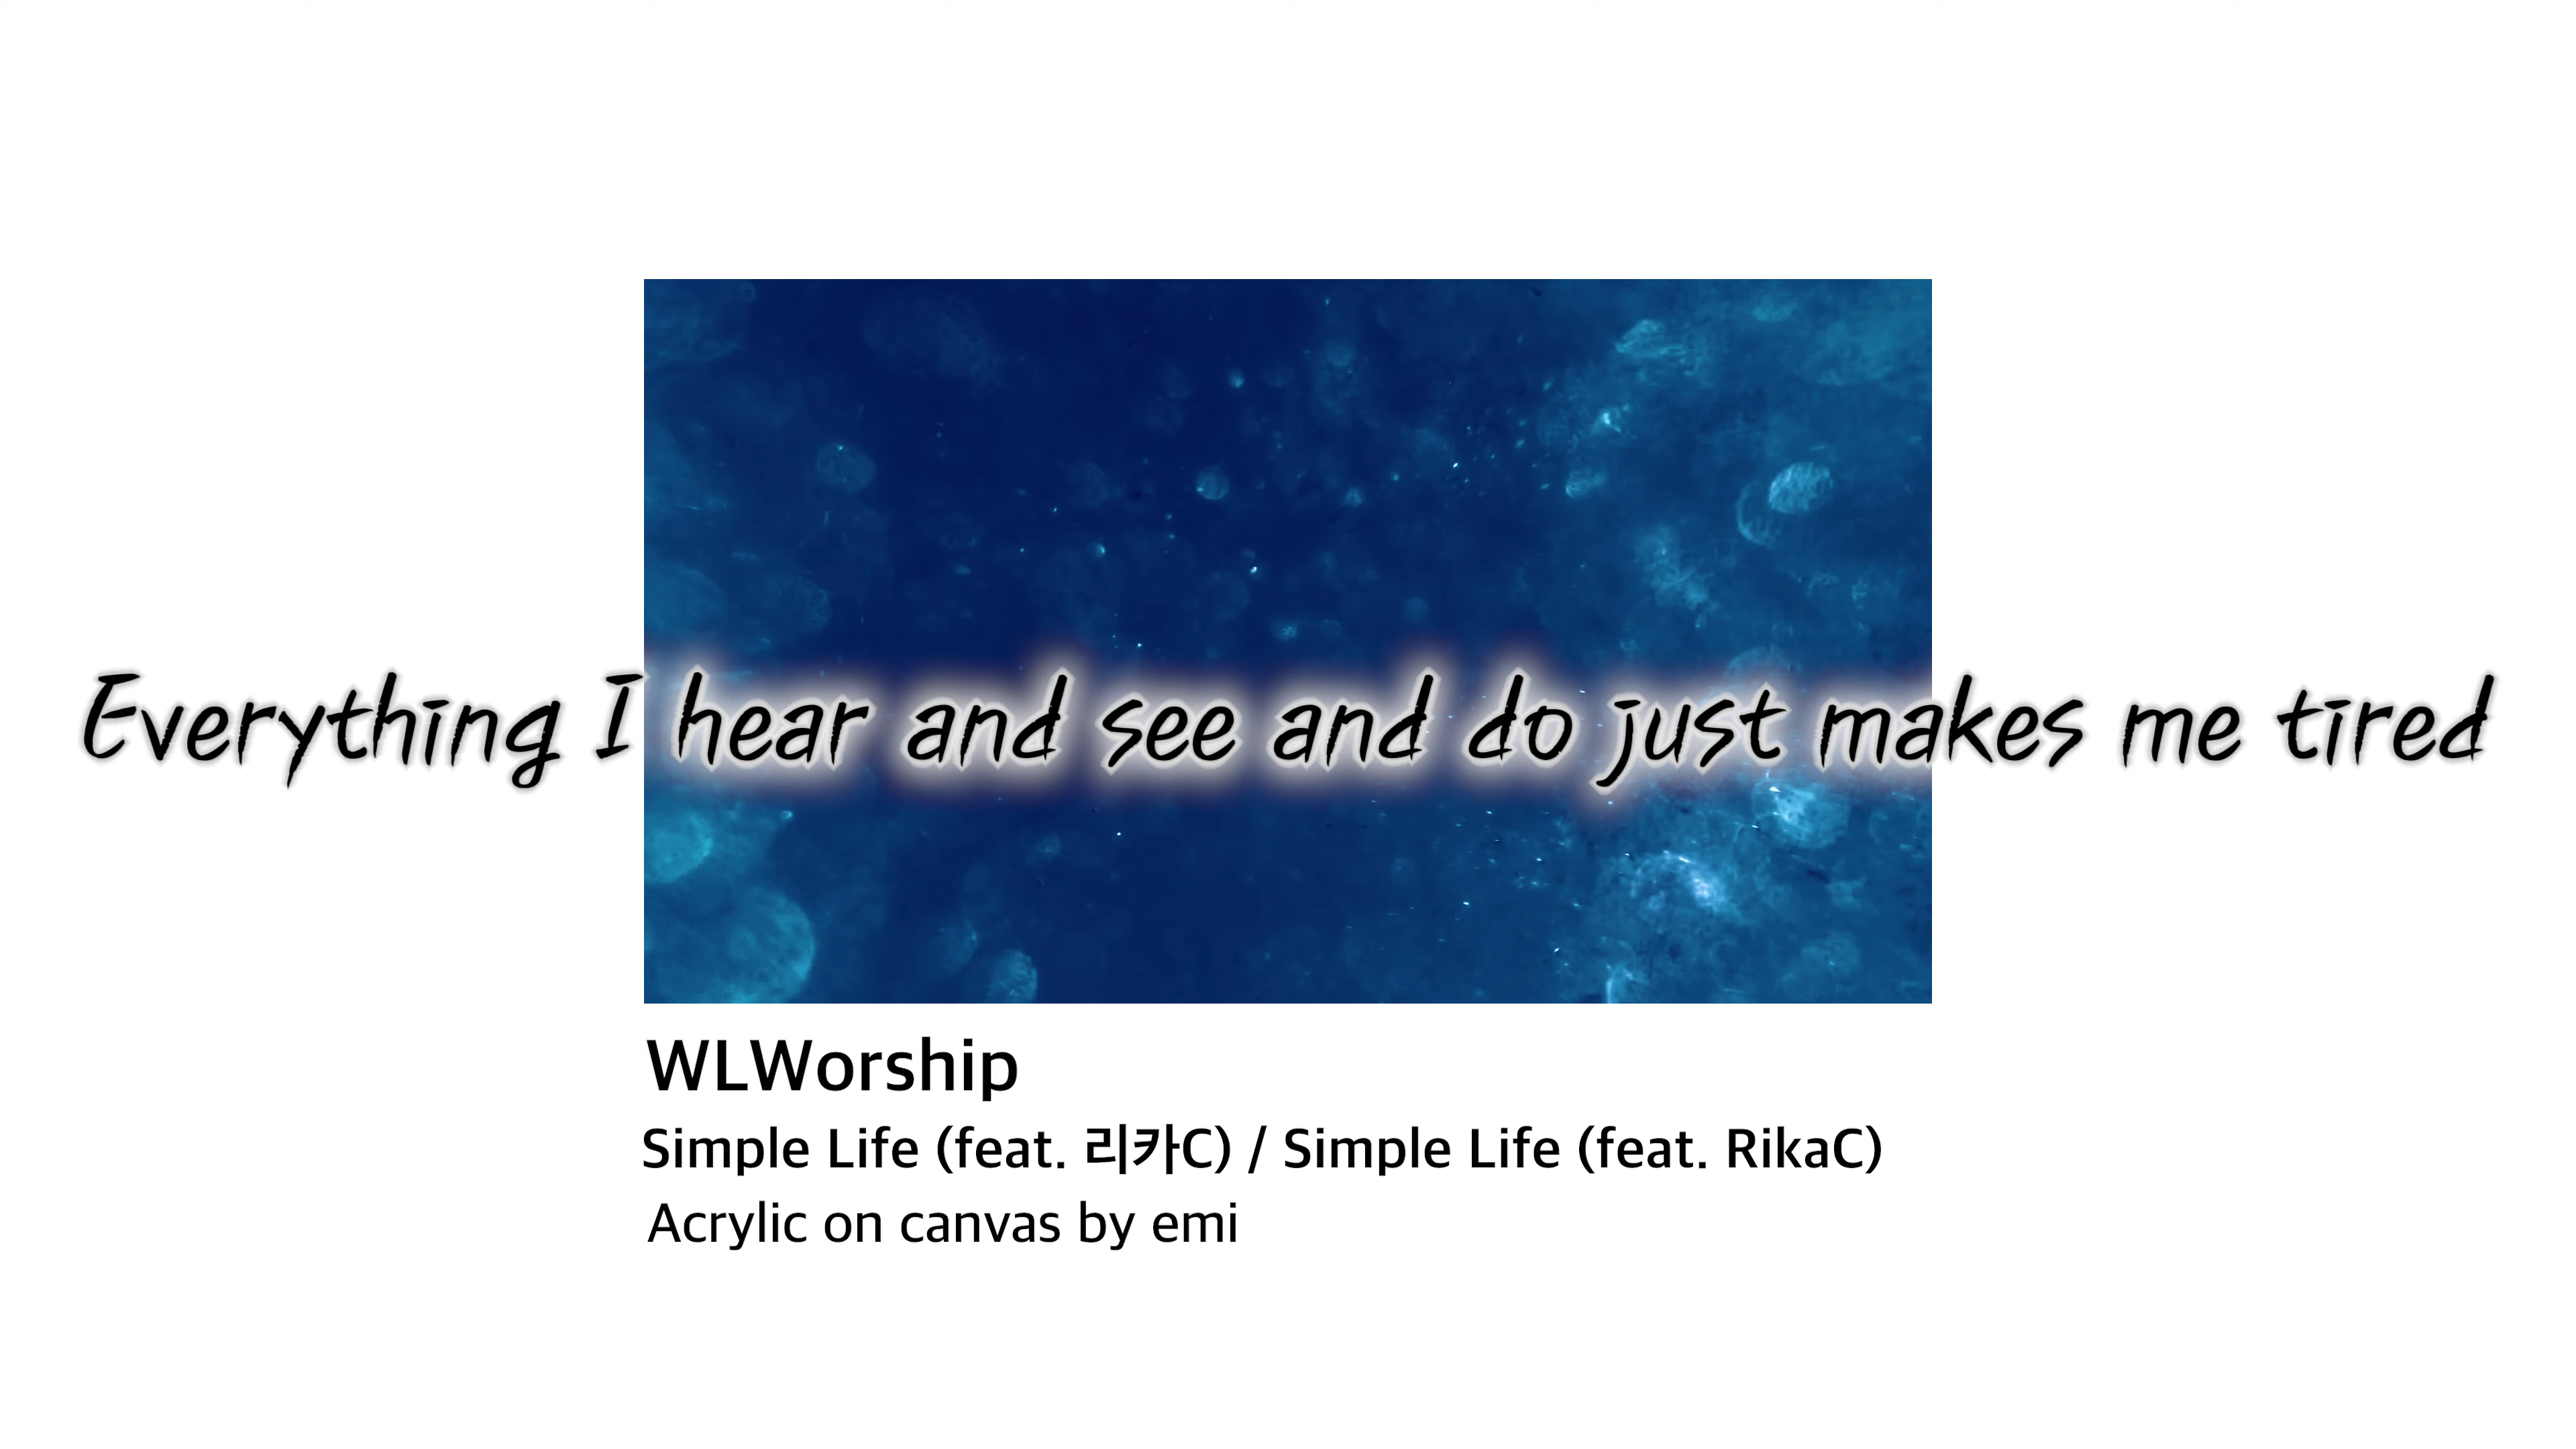 Everything I hear and see and do just makes me tired
WLWorship
Simple Life (feat. 리카C) / Simple Life (feat. RikaC)
Acrylic on canvas by emi